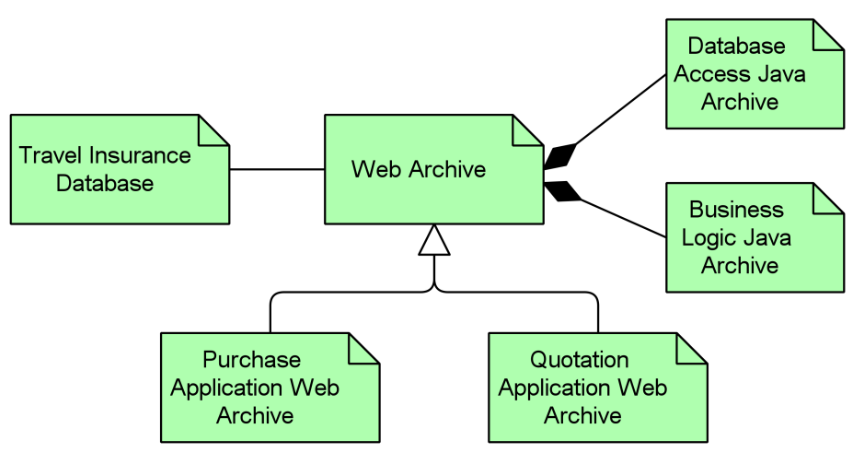 Database
Access Java
Archive
Travel Insurance
Database
Web Archive
Business
Logic Java
Archive
Purchase
Application Web
Archive
Quotation
Application Web
Archive